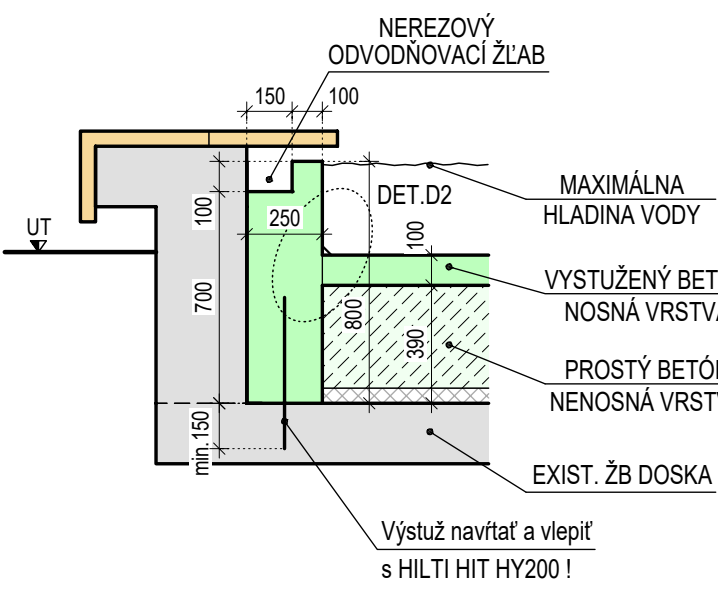 NEREZOVÝ
ODVODŇOVACÍ ŽĽAB
150
100
DET.D2
MAXIMÁLNA
HLADINA VODY
100
250
UT
100
VYSTUŽENÝ BET
NOSNÁ VRSTVA
700
800
390
PROSTÝ BETÓN
NENOSNÁ VRSTV
min.150
EXIST. ŽB DOSKA
Výstuž navŕtať a vlepiť
s HILTI HIT HY200 !